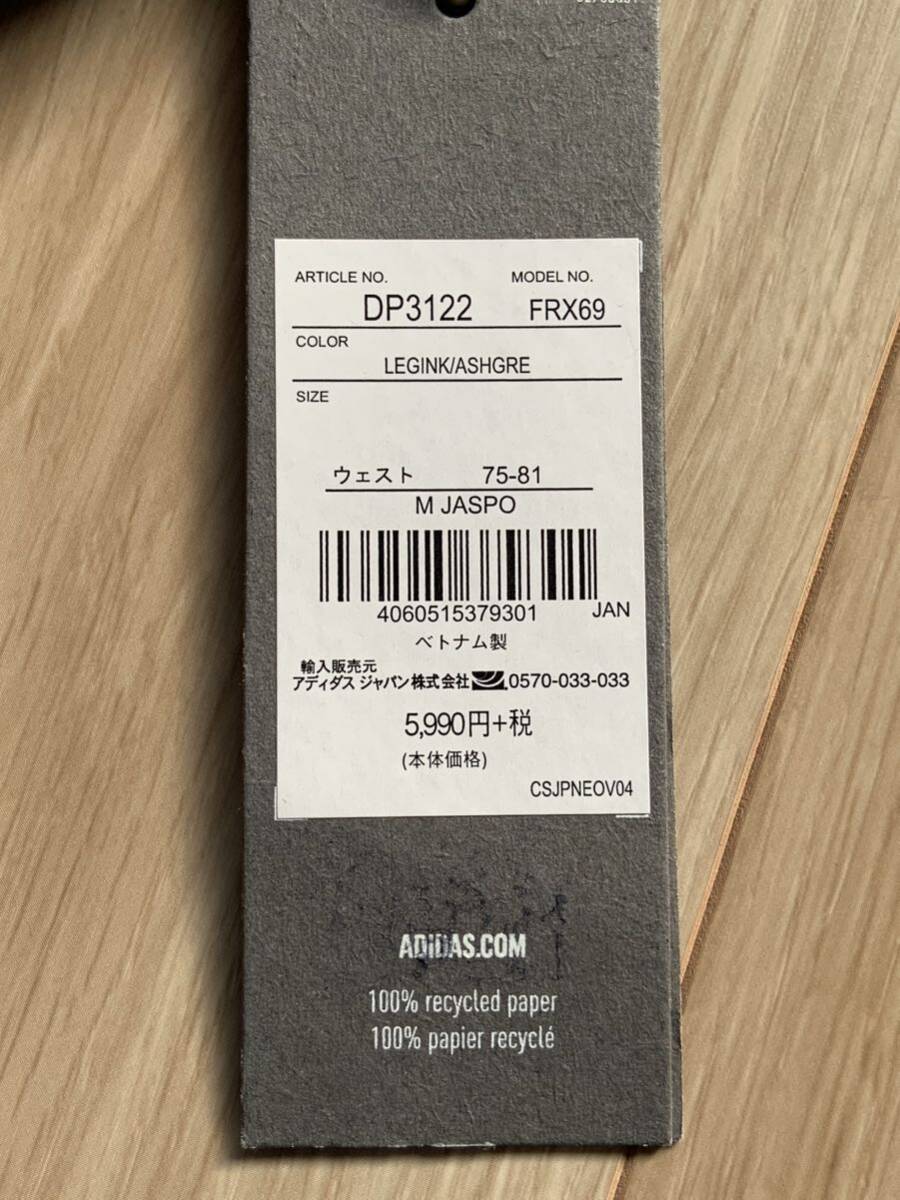 ARTICLE NO. MODEL NO.
DP3122 FRX69
COLOR
LEGINK/ASHGRE
SIZE
ウェスト 75-81
M JASPO
4060515379301 JAN
ベトナム製
輸入販売元
アディダス ジャパン株式会社 0570-033-033
5,990円+税
(本体価格)
CSJPNEOV04
ADIDAS.COM
100% recycled paper
100% papier recyclé